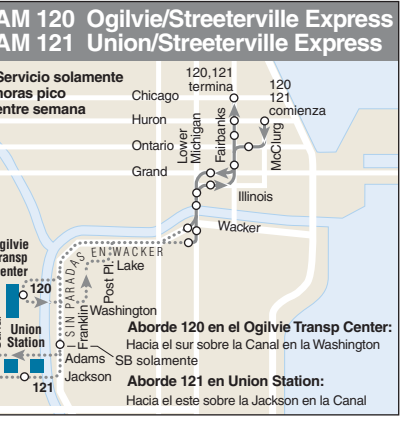 AM 120 Ogilvie/Streeterville Express
AM 121 Union/Streeterville Express
Servicio solamente
horas pico
entre semana
120,121
termina
120
121
comienza
Chicago
Huron
Ontario
Grand
Lower
Michigan
Fairbanks
McClurg
Illinois
Wacker
SIN PARADAS EN WACKER
Lake
Post Pl.
Franklin
Washington
Ogilvie
Transp
Center
120
Union
Station
Adams
SB solamente
Jackson
121
Aborde 120 en el Ogilvie Transp Center:
Hacia el sur sobre la Canal en la Washington
Aborde 121 en Union Station:
Hacia el este sobre la Jackson en la Canal